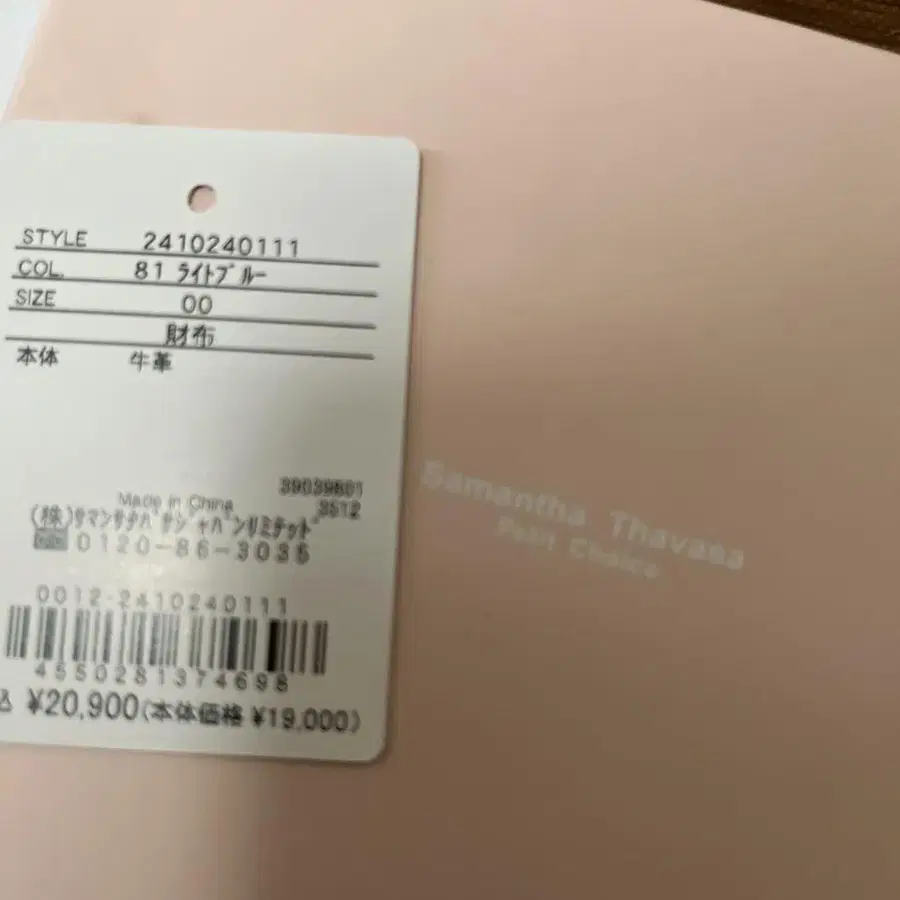 STYLE 2410240111
COL. 81 ライトブルー
SIZE 00
財布
本体 牛革
39039601
Made in China 3512
(株)サマンサタバサジャパンリミテッド
0120-86-3035
0012-2410240111
4550281374698
込 ¥20,900(本体価格 ¥19,000)
Samantha Thavasa
Petit Choice